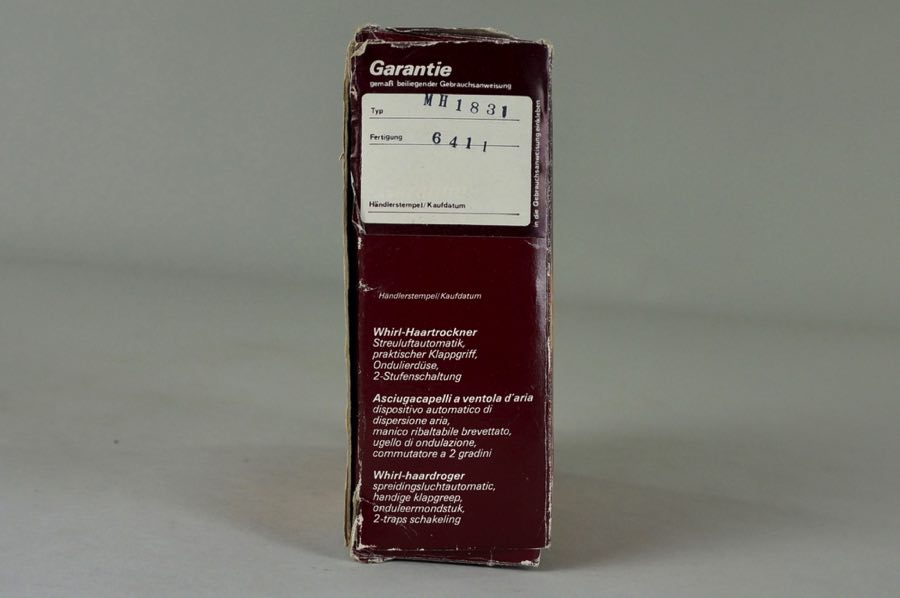 Garantie
gemäß beiliegender Gebrauchsanweisung
Typ MH1831
Fertigung 6411
Händlerstempel/Kaufdatum
in die Gebrauchsanweisung einkleben
Händlerstempel/Kaufdatum
Whirl-Haartrockner
Streuluftautomatik,
praktischer Klappgriff,
Ondulierdüse,
2-Stufenschaltung
Asciugacapelli a ventola d'aria
dispositivo automatico di
dispersione aria,
manico ribaltabile brevettato,
ugello di ondulazione,
commutatore a 2 gradini
Whirl-haardroger
spreidingsluchtautomatic,
handige klapgreep,
onduleermondstuk,
2-traps schakeling